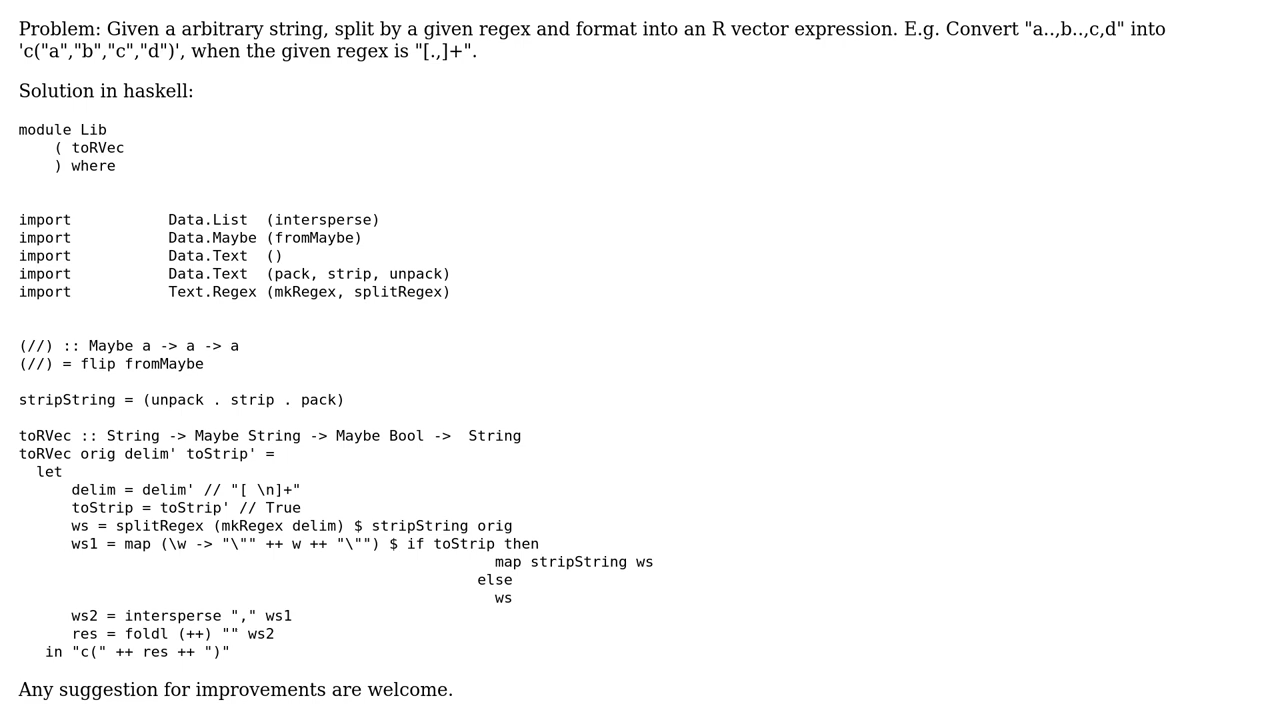 Problem: Given a arbitrary string, split by a given regex and format into an R vector expression. E.g. Convert "a..,b..,c,d" into
'c("a","b","c","d")', when the given regex is "[.,]+".
Solution in haskell:
module Lib
    ( toRVec
    ) where
import           Data.List  (intersperse)
import           Data.Maybe (fromMaybe)
import           Data.Text  ()
import           Data.Text  (pack, strip, unpack)
import           Text.Regex (mkRegex, splitRegex)
(//) :: Maybe a -> a -> a
(//) = flip fromMaybe
stripString = (unpack . strip . pack)
toRVec :: String -> Maybe String -> Maybe Bool ->  String
toRVec orig delim' toStrip' =
  let
      delim = delim' // "[ \n]+"
      toStrip = toStrip' // True
      ws = splitRegex (mkRegex delim) $ stripString orig
      ws1 = map (\w -> "\"" ++ w ++ "\"") $ if toStrip then
                                                      map stripString ws
                                                    else
                                                      ws
      ws2 = intersperse "," ws1
      res = foldl (++) "" ws2
   in "c(" ++ res ++ ")"
Any suggestion for improvements are welcome.